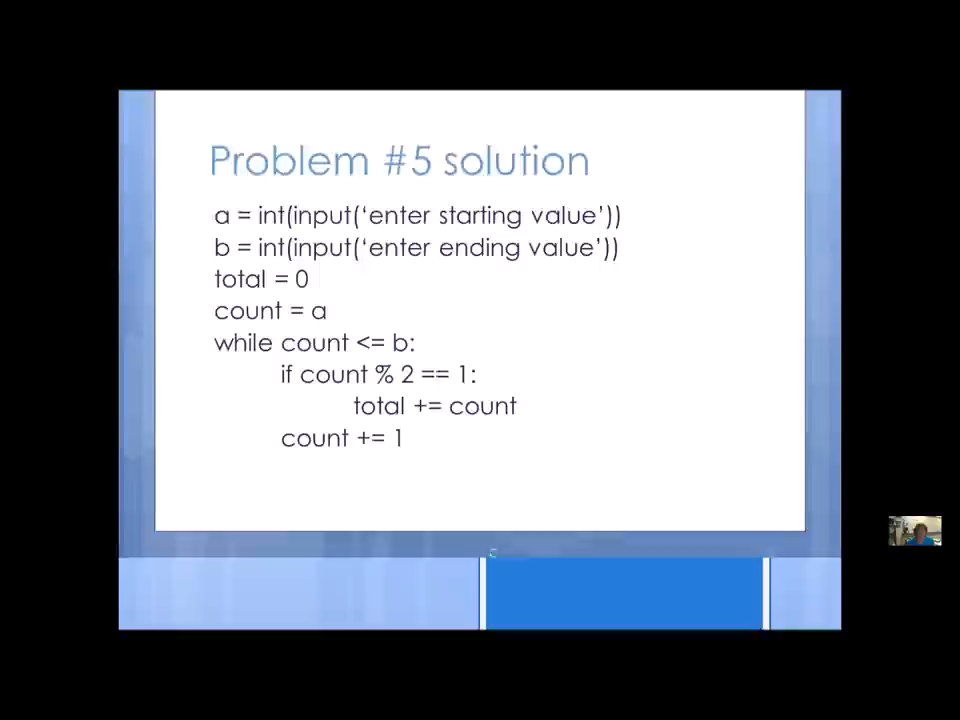 Problem #5 solution
a = int(input(‘enter starting value’))
b = int(input(‘enter ending value’))
total = 0
count = a
while count <= b:
if count % 2 == 1:
total += count
count += 1